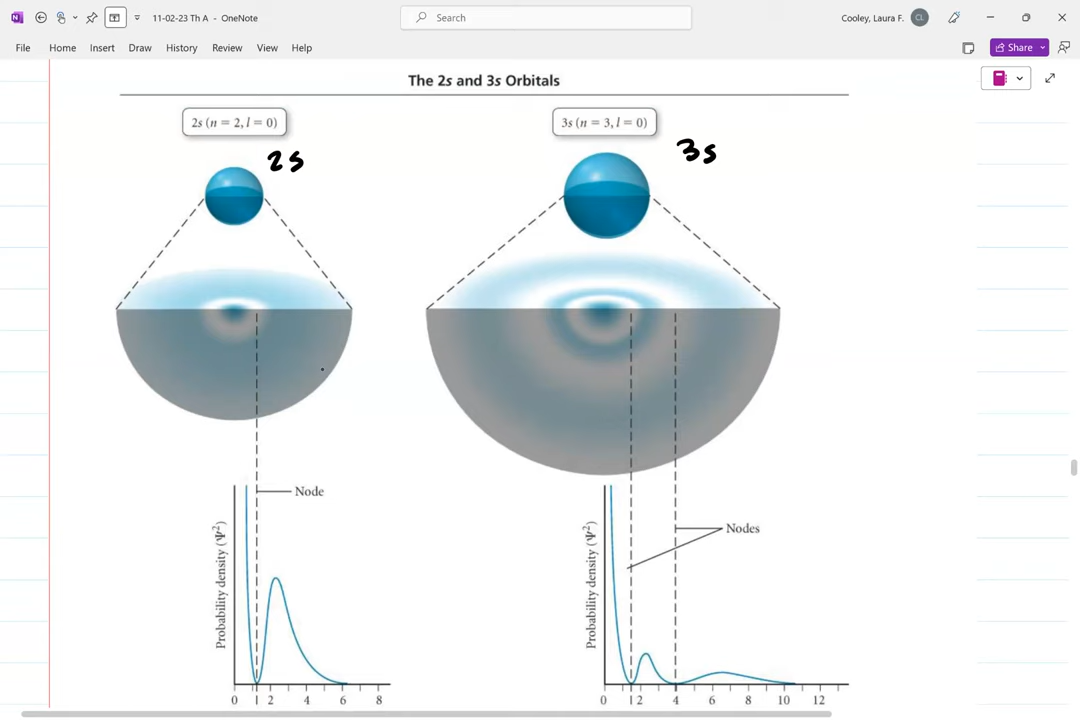 11-02-23 Th A - OneNote
Search
Cooley, Laura F.
CL
File Home Insert Draw History Review View Help
Share
The 2s and 3s Orbitals
2s (n = 2, l = 0)
3s (n = 3, l = 0)
2s
3s
Node
Nodes
Probability density (Ψ²)
Probability density (Ψ²)
0 2 4 6 8
0 2 4 6 8 10 12